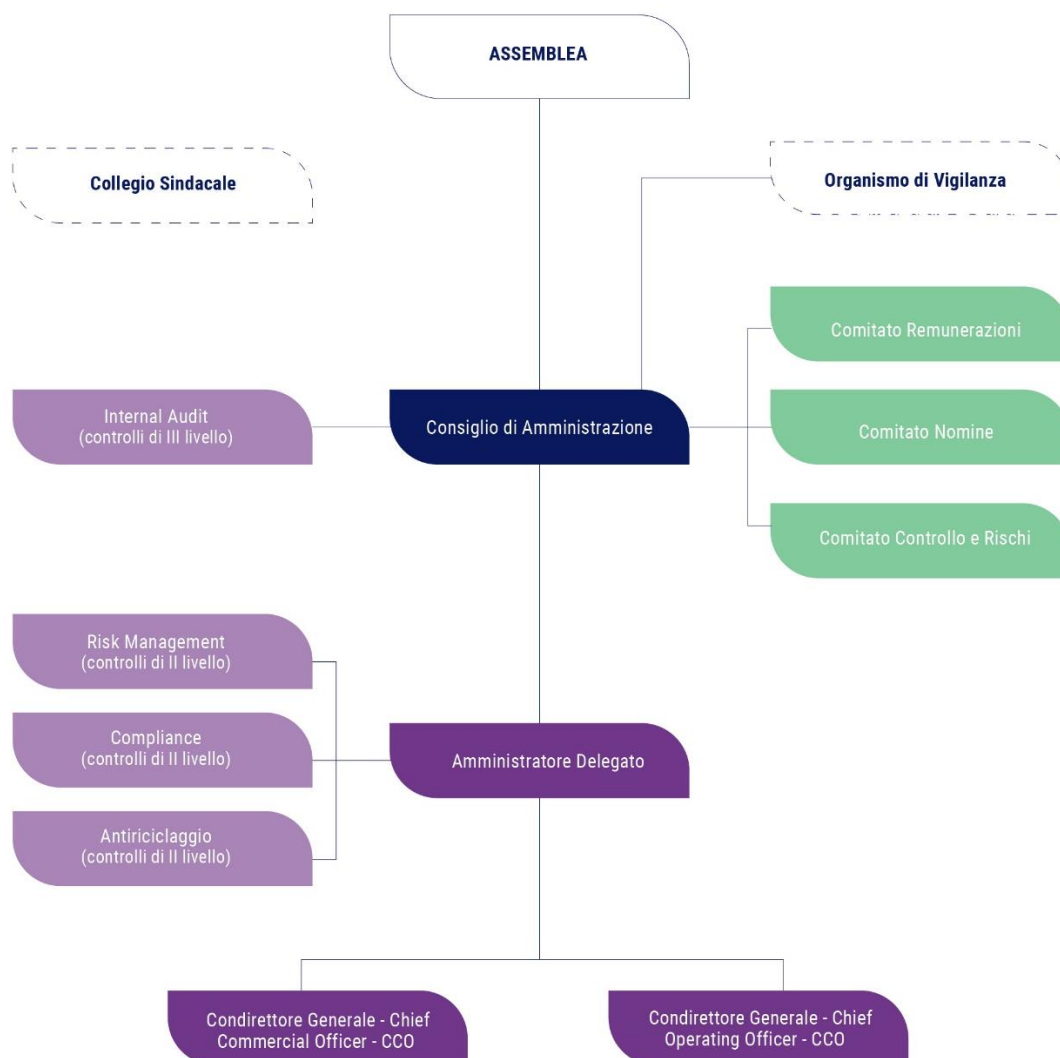 ASSEMBLEA
Collegio Sindacale
Organismo di Vigilanza
Comitato Remunerazioni
Internal Audit
(controlli di III livello)
Consiglio di Amministrazione
Comitato Nomine
Comitato Controllo e Rischi
Risk Management
(controlli di II livello)
Compliance
(controlli di II livello)
Amministratore Delegato
Antiriciclaggio
(controlli di II livello)
Condirettore Generale - Chief
Commercial Officer - CCO
Condirettore Generale - Chief
Operating Officer - CCO